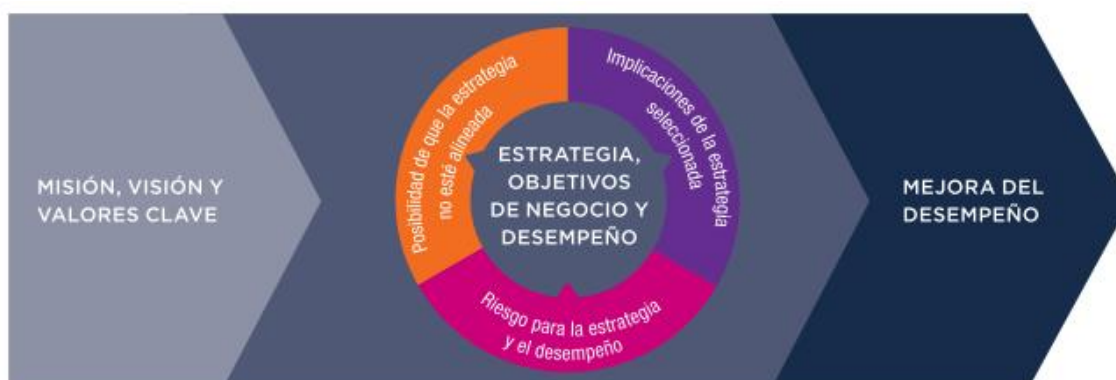 MISIÓN, VISIÓN Y
VALORES CLAVE
Posibilidad de que la estrategia
no esté alineada
Implicaciones de la estrategia
seleccionada
ESTRATEGIA,
OBJETIVOS
DE NEGOCIO Y
DESEMPEÑO
Riesgo para la estrategia
y el desempeño
MEJORA DEL
DESEMPEÑO